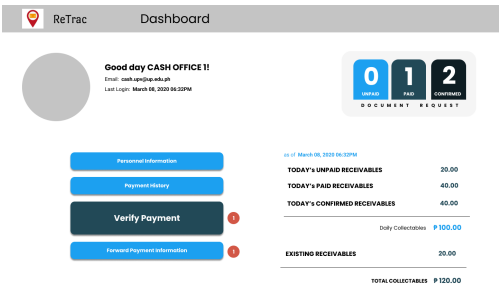 ReTrac
Dashboard
Good day CASH OFFICE 1!
Email: cash.upv@up.edu.ph
Last Login: March 08, 2020 06:32PM
0 1 2
UNPAID PAID CONFIRMED
DOCUMENT REQUEST
Personnel Information
Payment History
Verify Payment 1
Forward Payment Information 1
as of March 08, 2020 06:32PM
TODAY's UNPAID RECEIVABLES 20.00
TODAY's PAID RECEIVABLES 40.00
TODAY's CONFIRMED RECEIVABLES 40.00
Daily Collectables ₱100.00
EXISTING RECEIVABLES 20.00
TOTAL COLLECTABLES ₱120.00